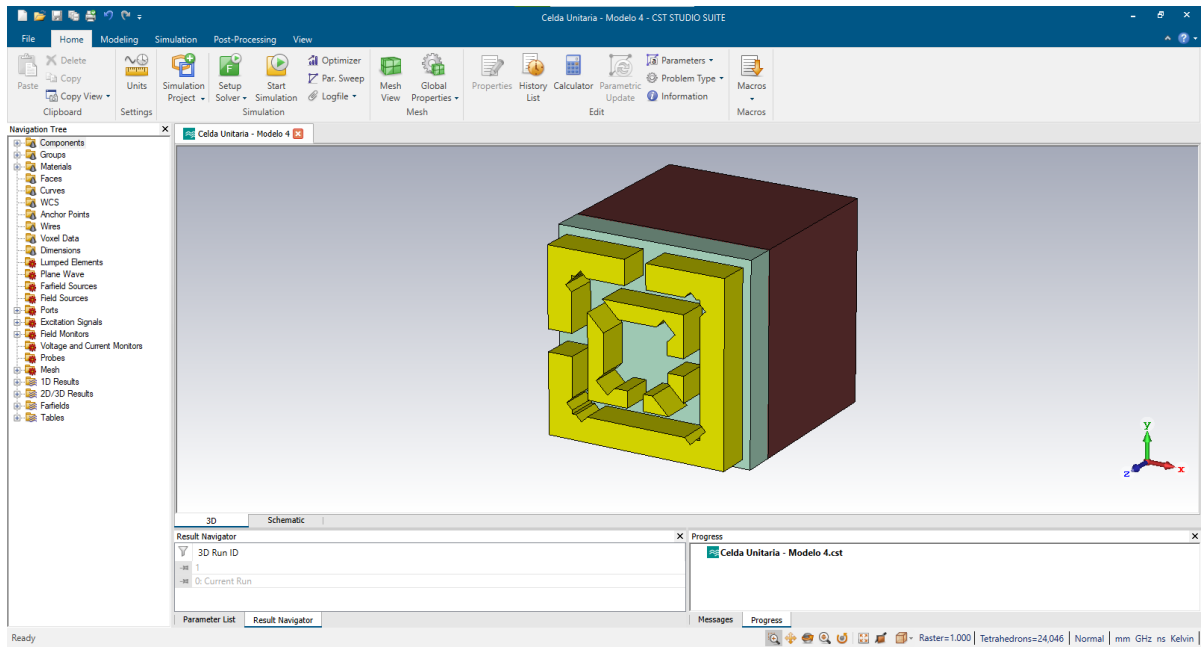 Celda Unitaria - Modelo 4 - CST STUDIO SUITE
File Home Modeling Simulation Post-Processing View
Paste
Delete
Copy
Copy View
Clipboard
Units
Settings
Simulation Project
Setup Solver
Start Simulation
Optimizer
Par. Sweep
Logfile
Simulation
Mesh View
Global Properties
Mesh
Properties
History List
Calculator
Parametric Update
Parameters
Problem Type
Information
Edit
Macros
Macros
Navigation Tree
Components
Groups
Materials
Faces
Curves
WCS
Anchor Points
Wires
Voxel Data
Dimensions
Lumped Elements
Plane Wave
Farfield Sources
Field Sources
Ports
Excitation Signals
Field Monitors
Voltage and Current Monitors
Probes
Mesh
1D Results
2D/3D Results
Farfields
Tables
Celda Unitaria - Modelo 4
y
x
z
3D Schematic
Result Navigator
3D Run ID
1
0: Current Run
Parameter List Result Navigator
Progress
Celda Unitaria - Modelo 4.cst
Messages Progress
Ready
Raster=1.000 Tetrahedrons=24,046 Normal mm GHz ns Kelvin